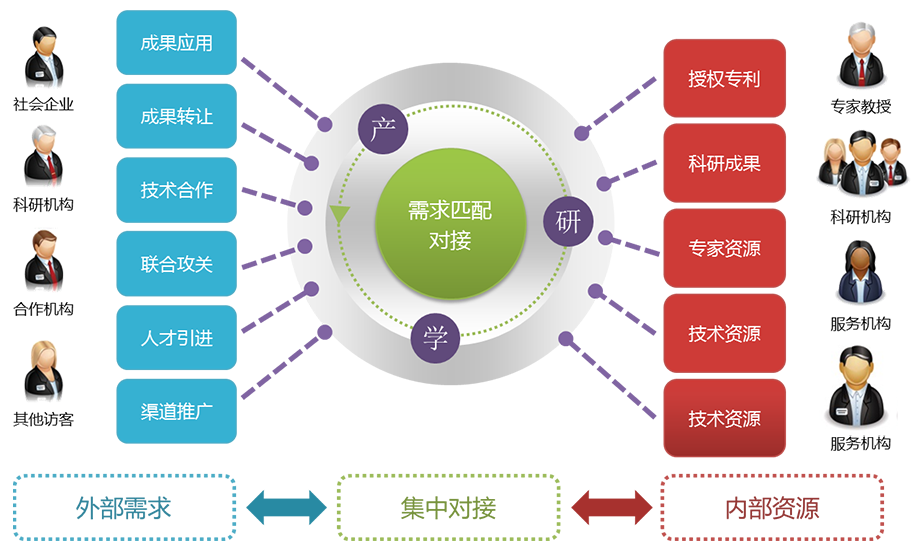 社会企业
科研机构
合作机构
其他访客
成果应用
成果转让
技术合作
联合攻关
人才引进
渠道推广
产
研
学
需求匹配
对接
授权专利
科研成果
专家资源
技术资源
技术资源
专家教授
科研机构
服务机构
服务机构
外部需求
集中对接
内部资源